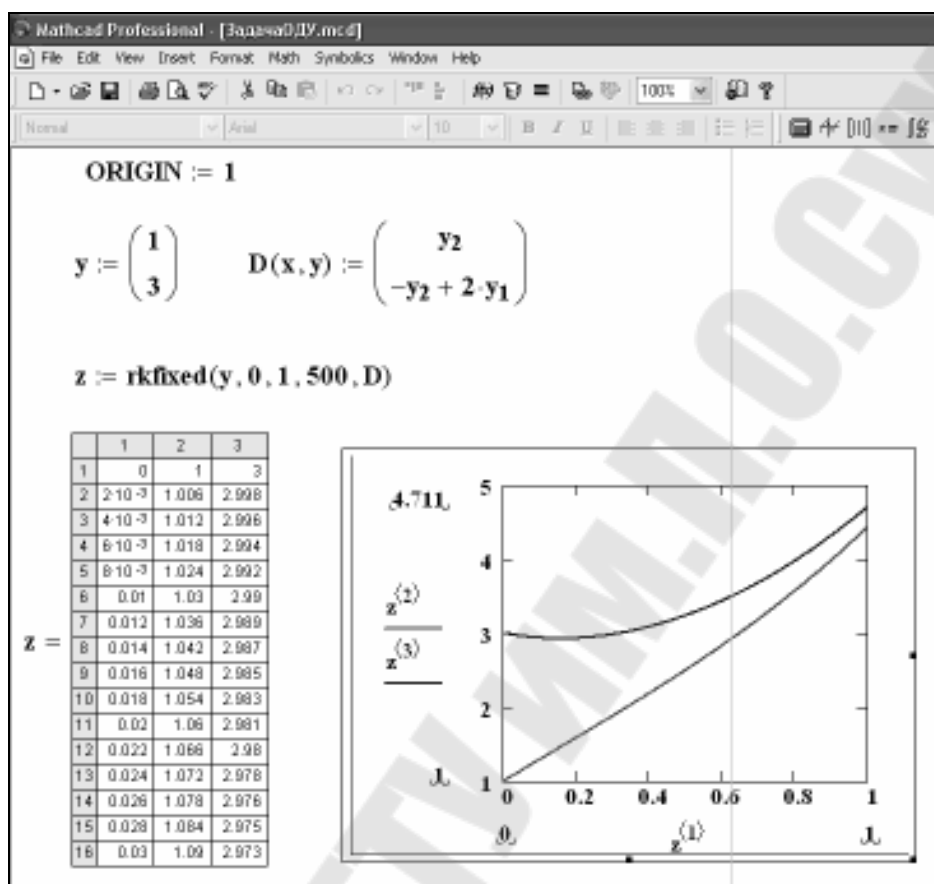 Mathcad Professional - [ЗадачаОДУ.mcd]
File Edit View Insert Format Math Symbolics Window Help
100%
Normal Arial 10 B I U
ORIGIN := 1
y := (1 3) D(x,y) := (y2 -y2 + 2·y1)
z := rkfixed(y, 0, 1, 500, D)
z =
1 2 3
1 0 1 3
2 2·10 -3 1.006 2.998
3 4·10 -3 1.012 2.996
4 6·10 -3 1.018 2.994
5 8·10 -3 1.024 2.992
6 0.01 1.03 2.99
7 0.012 1.036 2.989
8 0.014 1.042 2.987
9 0.016 1.048 2.985
10 0.018 1.054 2.983
11 0.02 1.06 2.981
12 0.022 1.066 2.98
13 0.024 1.072 2.978
14 0.026 1.078 2.976
15 0.028 1.084 2.975
16 0.03 1.09 2.973
4.711
z⟨2⟩
z⟨3⟩
1
5
4
3
2
1
0 0.2 0.4 0.6 0.8 1
0 z⟨1⟩ 1
ТУ ИМ.П.О.